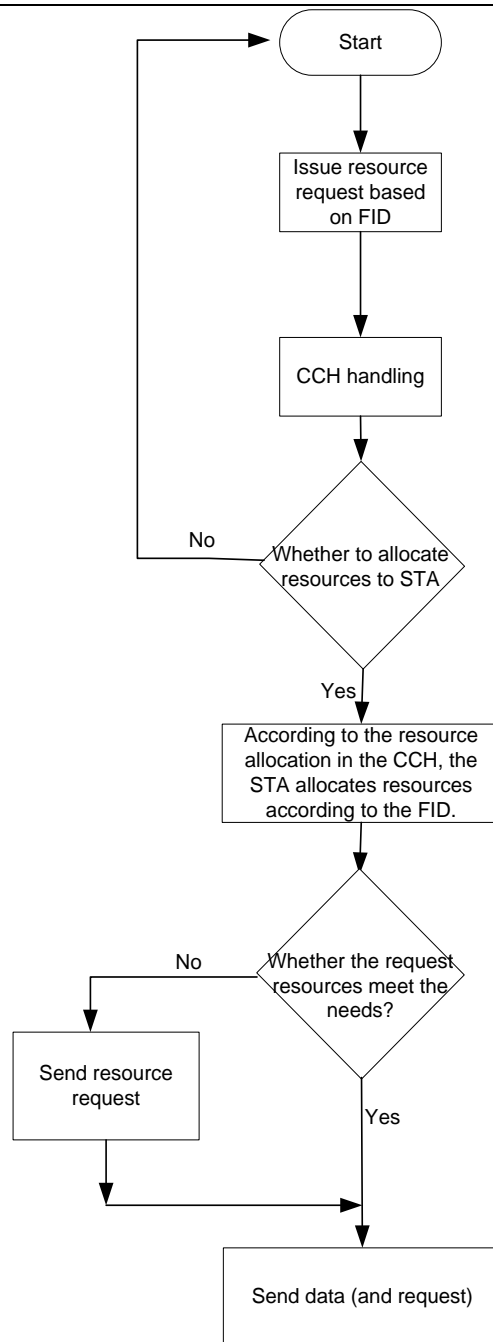 Start
Issue resource
request based
on FID
CCH handling
No
Whether to allocate
resources to STA
Yes
According to the resource
allocation in the CCH, the
STA allocates resources
according to the FID.
No
Whether the request
resources meet the
needs?
Send resource
request
Yes
Send data (and request)